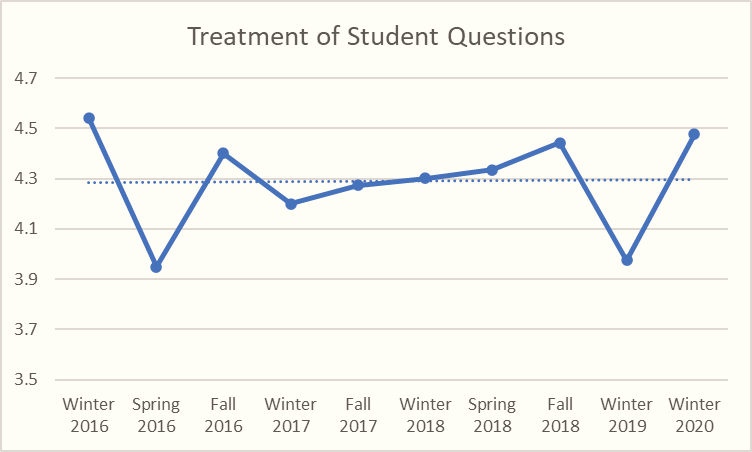 Treatment of Student Questions
4.7
4.5
4.3
4.1
3.9
3.7
3.5
Winter Spring Fall Winter Fall Winter Spring Fall Winter Winter
2016 2016 2016 2017 2017 2018 2018 2018 2019 2020